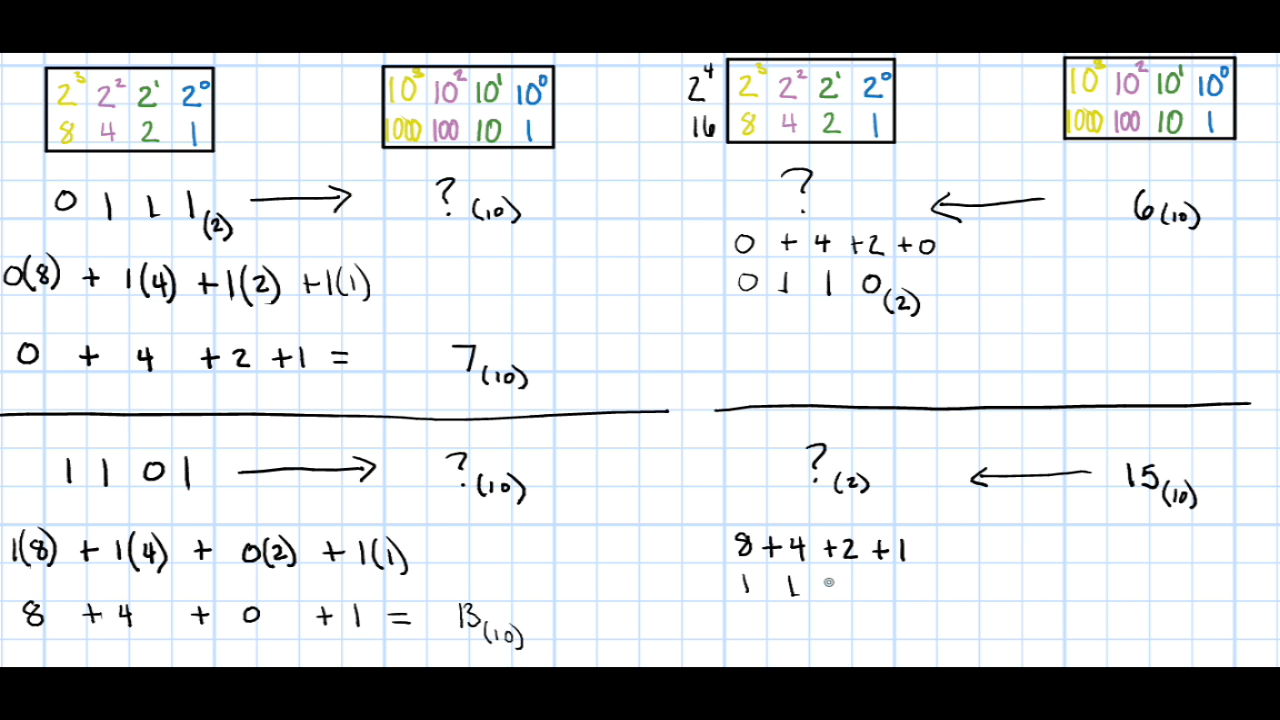 2³ 2² 2¹ 2⁰
8 4 2 1
10³ 10² 10¹ 10⁰
1000 100 10 1
0 1 1 1(2) → ?(10)
0(8) + 1(4) + 1(2) + 1(1)
0 + 4 + 2 + 1 = 7(10)
1 1 0 1 → ?(10)
1(8) + 1(4) + 0(2) + 1(1)
8 + 4 + 0 + 1 = 13(10)
2⁴ 2³ 2² 2¹ 2⁰
16 8 4 2 1
10³ 10² 10¹ 10⁰
1000 100 10 1
? ← 6(10)
0 + 4 + 2 + 0
0 1 1 0(2)
?(2) ← 15(10)
8 + 4 + 2 + 1
1 1